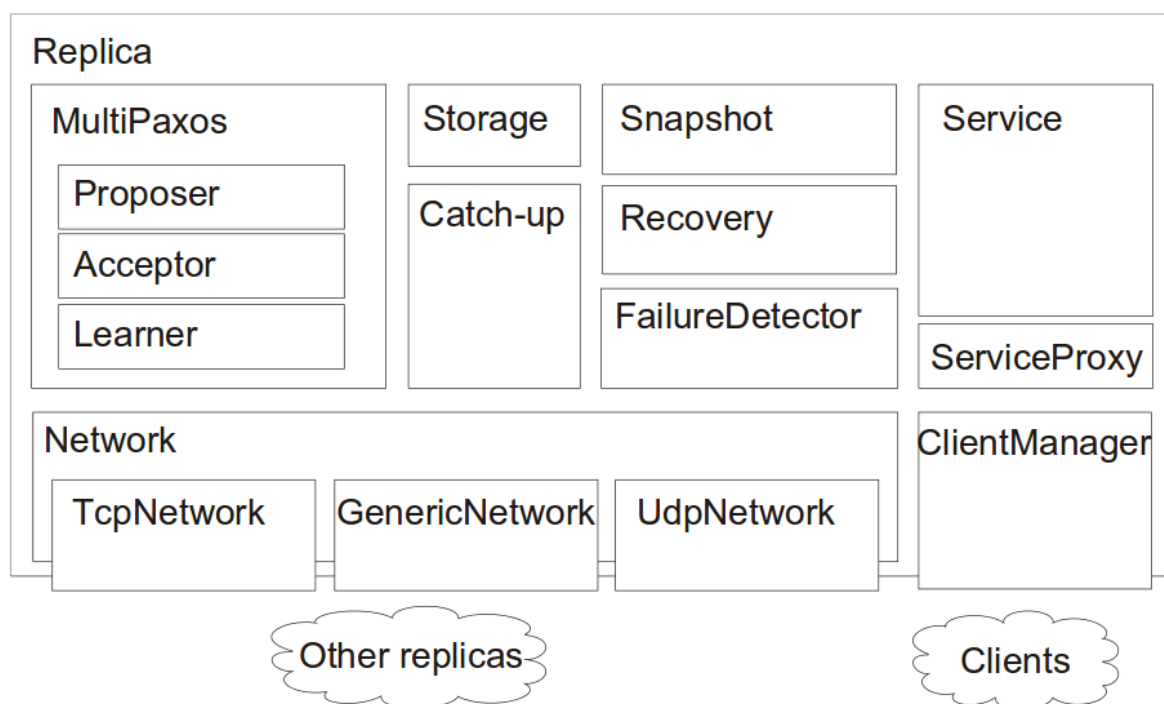 Replica
MultiPaxos
Proposer
Acceptor
Learner
Storage
Catch-up
Snapshot
Recovery
FailureDetector
Service
ServiceProxy
Network
TcpNetwork
GenericNetwork
UdpNetwork
ClientManager
Other replicas
Clients